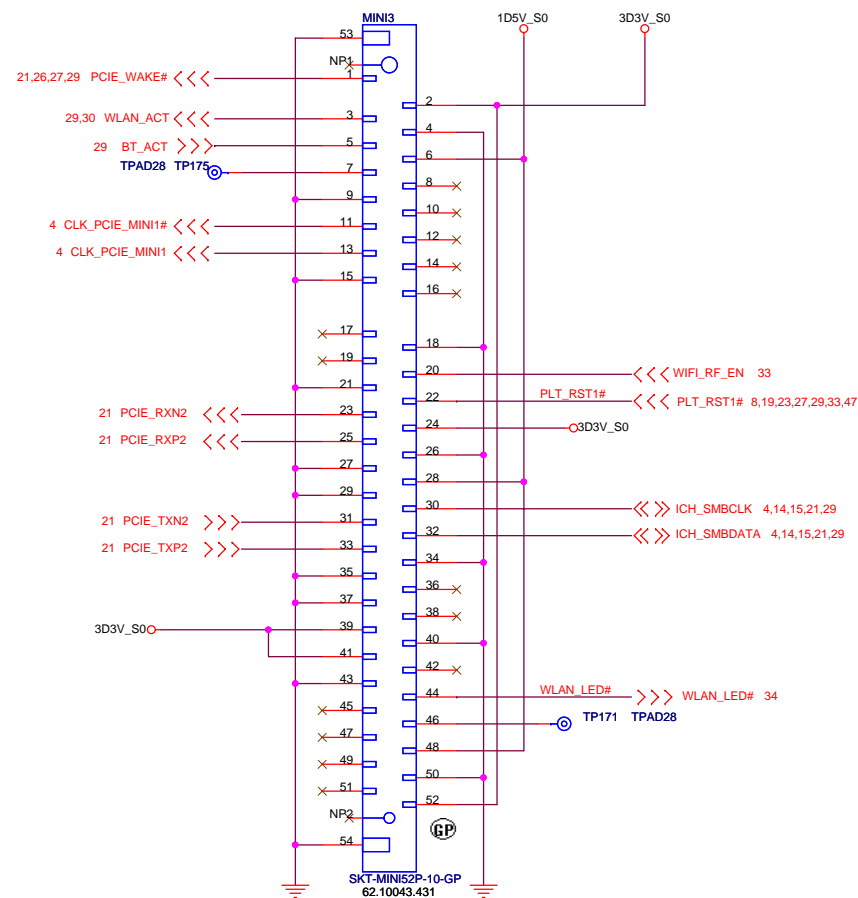 MINI3
1D5V_S0
3D3V_S0
53
NP1
1
21,26,27,29 PCIE_WAKE#
2
29,30 WLAN_ACT
3
4
29 BT_ACT
5
6
TPAD28 TP175
7
8
9
10
4 CLK_PCIE_MINI1#
11
12
4 CLK_PCIE_MINI1
13
14
15
16
17
18
19
20
WIFI_RF_EN 33
21
22
PLT_RST1#
PLT_RST1# 8,19,23,27,29,33,47
21 PCIE_RXN2
23
24
3D3V_S0
21 PCIE_RXP2
25
26
27
28
29
30
ICH_SMBCLK 4,14,15,21,29
21 PCIE_TXN2
31
32
ICH_SMBDATA 4,14,15,21,29
21 PCIE_TXP2
33
34
35
36
37
38
3D3V_S0
39
40
41
42
43
44
WLAN_LED#
WLAN_LED# 34
45
46
TP171 TPAD28
47
48
49
50
51
52
NP2
GP
54
SKT-MINI52P-10-GP
62.10043.431